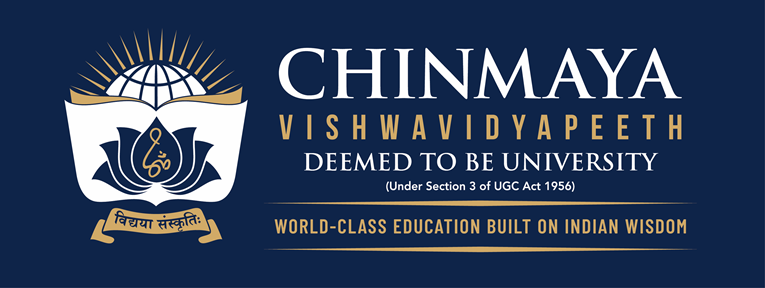 CHINMAYA
VISHWAVIDYAPEETH
DEEMED TO BE UNIVERSITY
(Under Section 3 of UGC Act 1956)
WORLD-CLASS EDUCATION BUILT ON INDIAN WISDOM
विद्यया संस्कृतिः